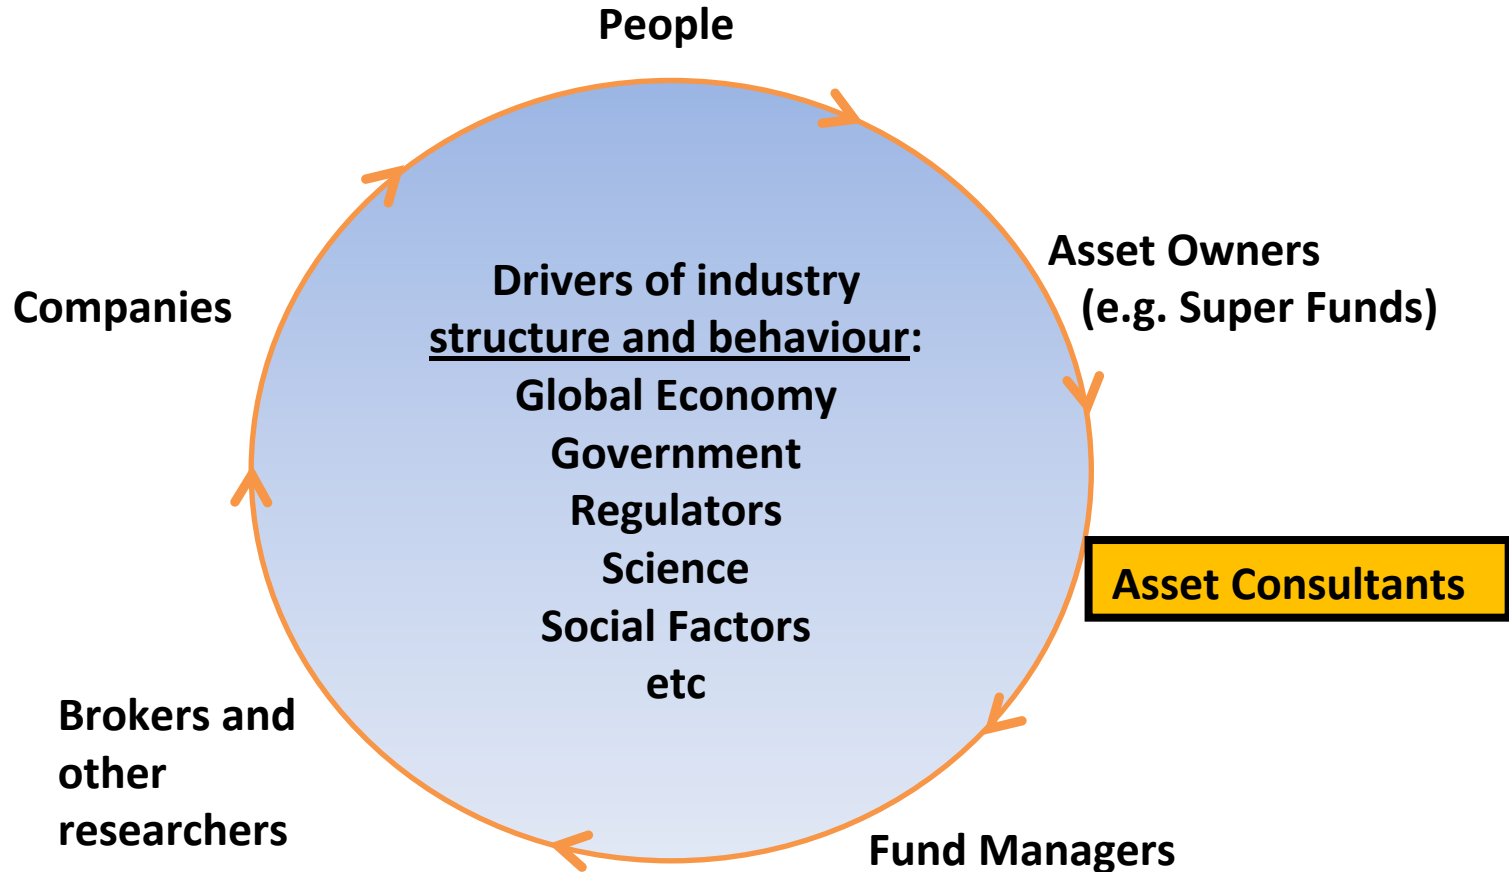 People
Asset Owners
(e.g. Super Funds)
Companies
Drivers of industry
structure and behaviour:
Global Economy
Government
Regulators
Science
Social Factors
etc
Asset Consultants
Brokers and
other
researchers
Fund Managers